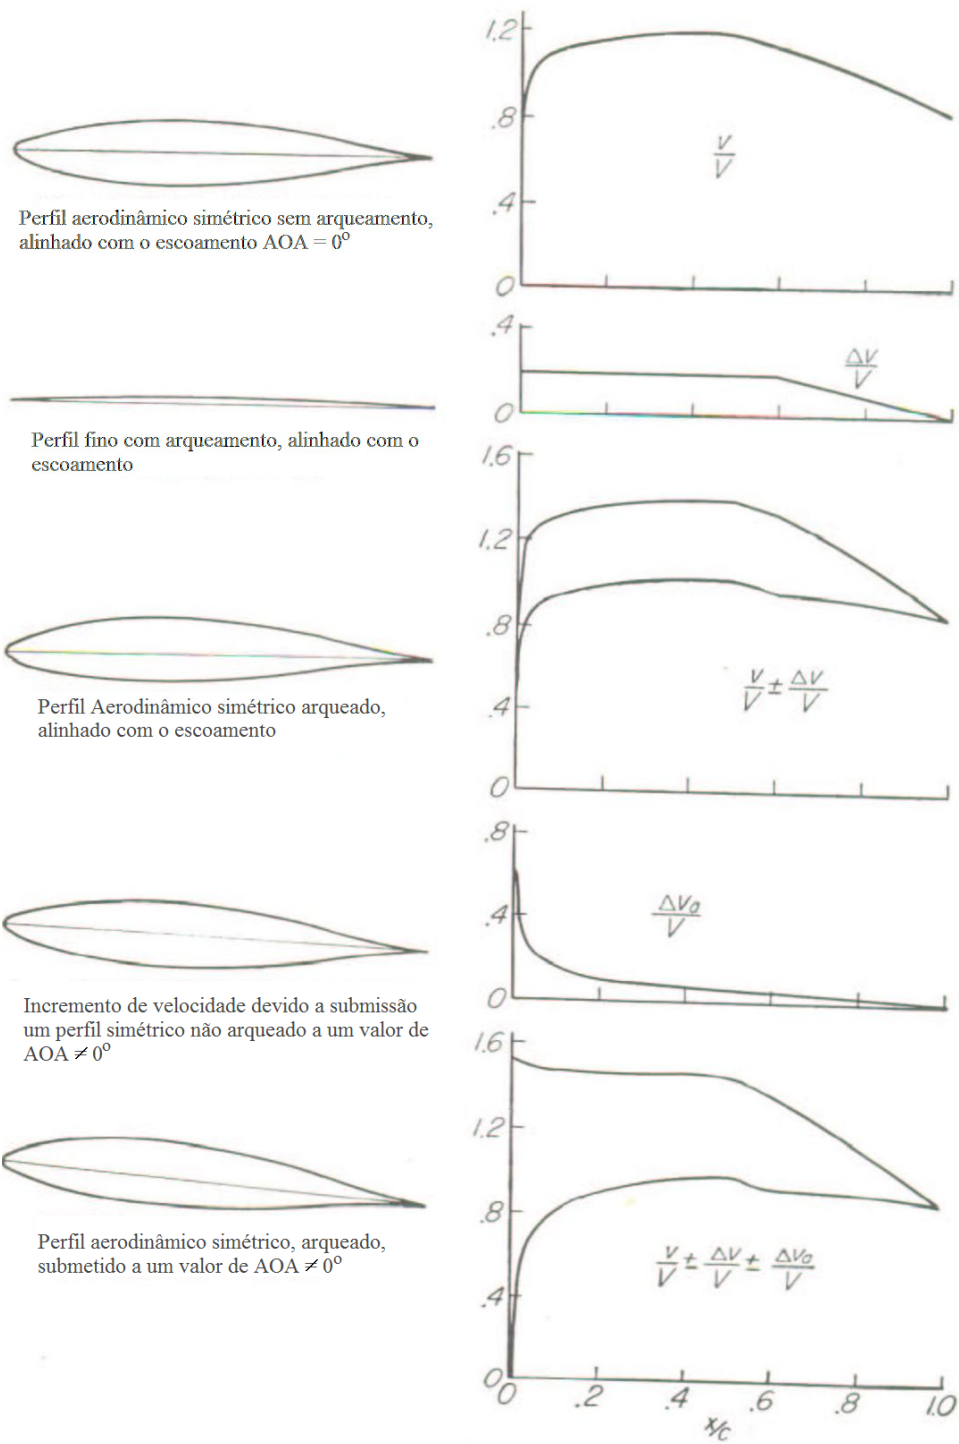 1.2
.8
.4
0
v
V
Perfil aerodinâmico simétrico sem arqueamento,
alinhado com o escoamento AOA = 0º
.4
0
ΔV
V
Perfil fino com arqueamento, alinhado com o
escoamento
1.6
1.2
.8
.4
0
v ± ΔV
V V
Perfil Aerodinâmico simétrico arqueado,
alinhado com o escoamento
.8
.4
0
ΔVa
V
Incremento de velocidade devido a submissão
um perfil simétrico não arqueado a um valor de
AOA ≠ 0º
1.6
1.2
.8
.4
0
v ± ΔV ± ΔVa
V V V
Perfil aerodinâmico simétrico, arqueado,
submetido a um valor de AOA ≠ 0º
0 .2 .4 .6 .8 1.0
x/c